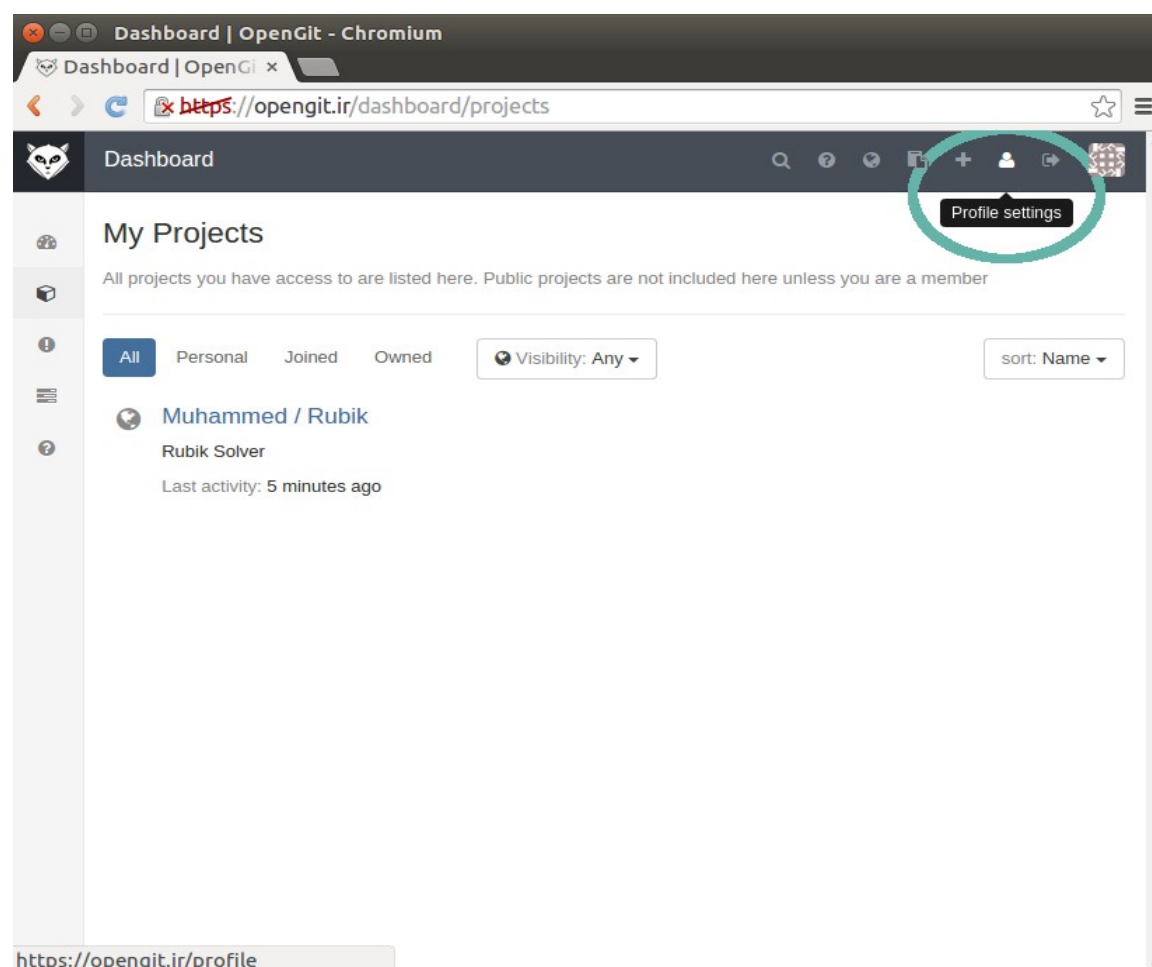 Dashboard | OpenGit - Chromium
Dashboard | OpenGi
https://opengit.ir/dashboard/projects
Dashboard
Profile settings
My Projects
All projects you have access to are listed here. Public projects are not included here unless you are a member
All Personal Joined Owned Visibility: Any sort: Name
Muhammed / Rubik
Rubik Solver
Last activity: 5 minutes ago
https://opengit.ir/profile